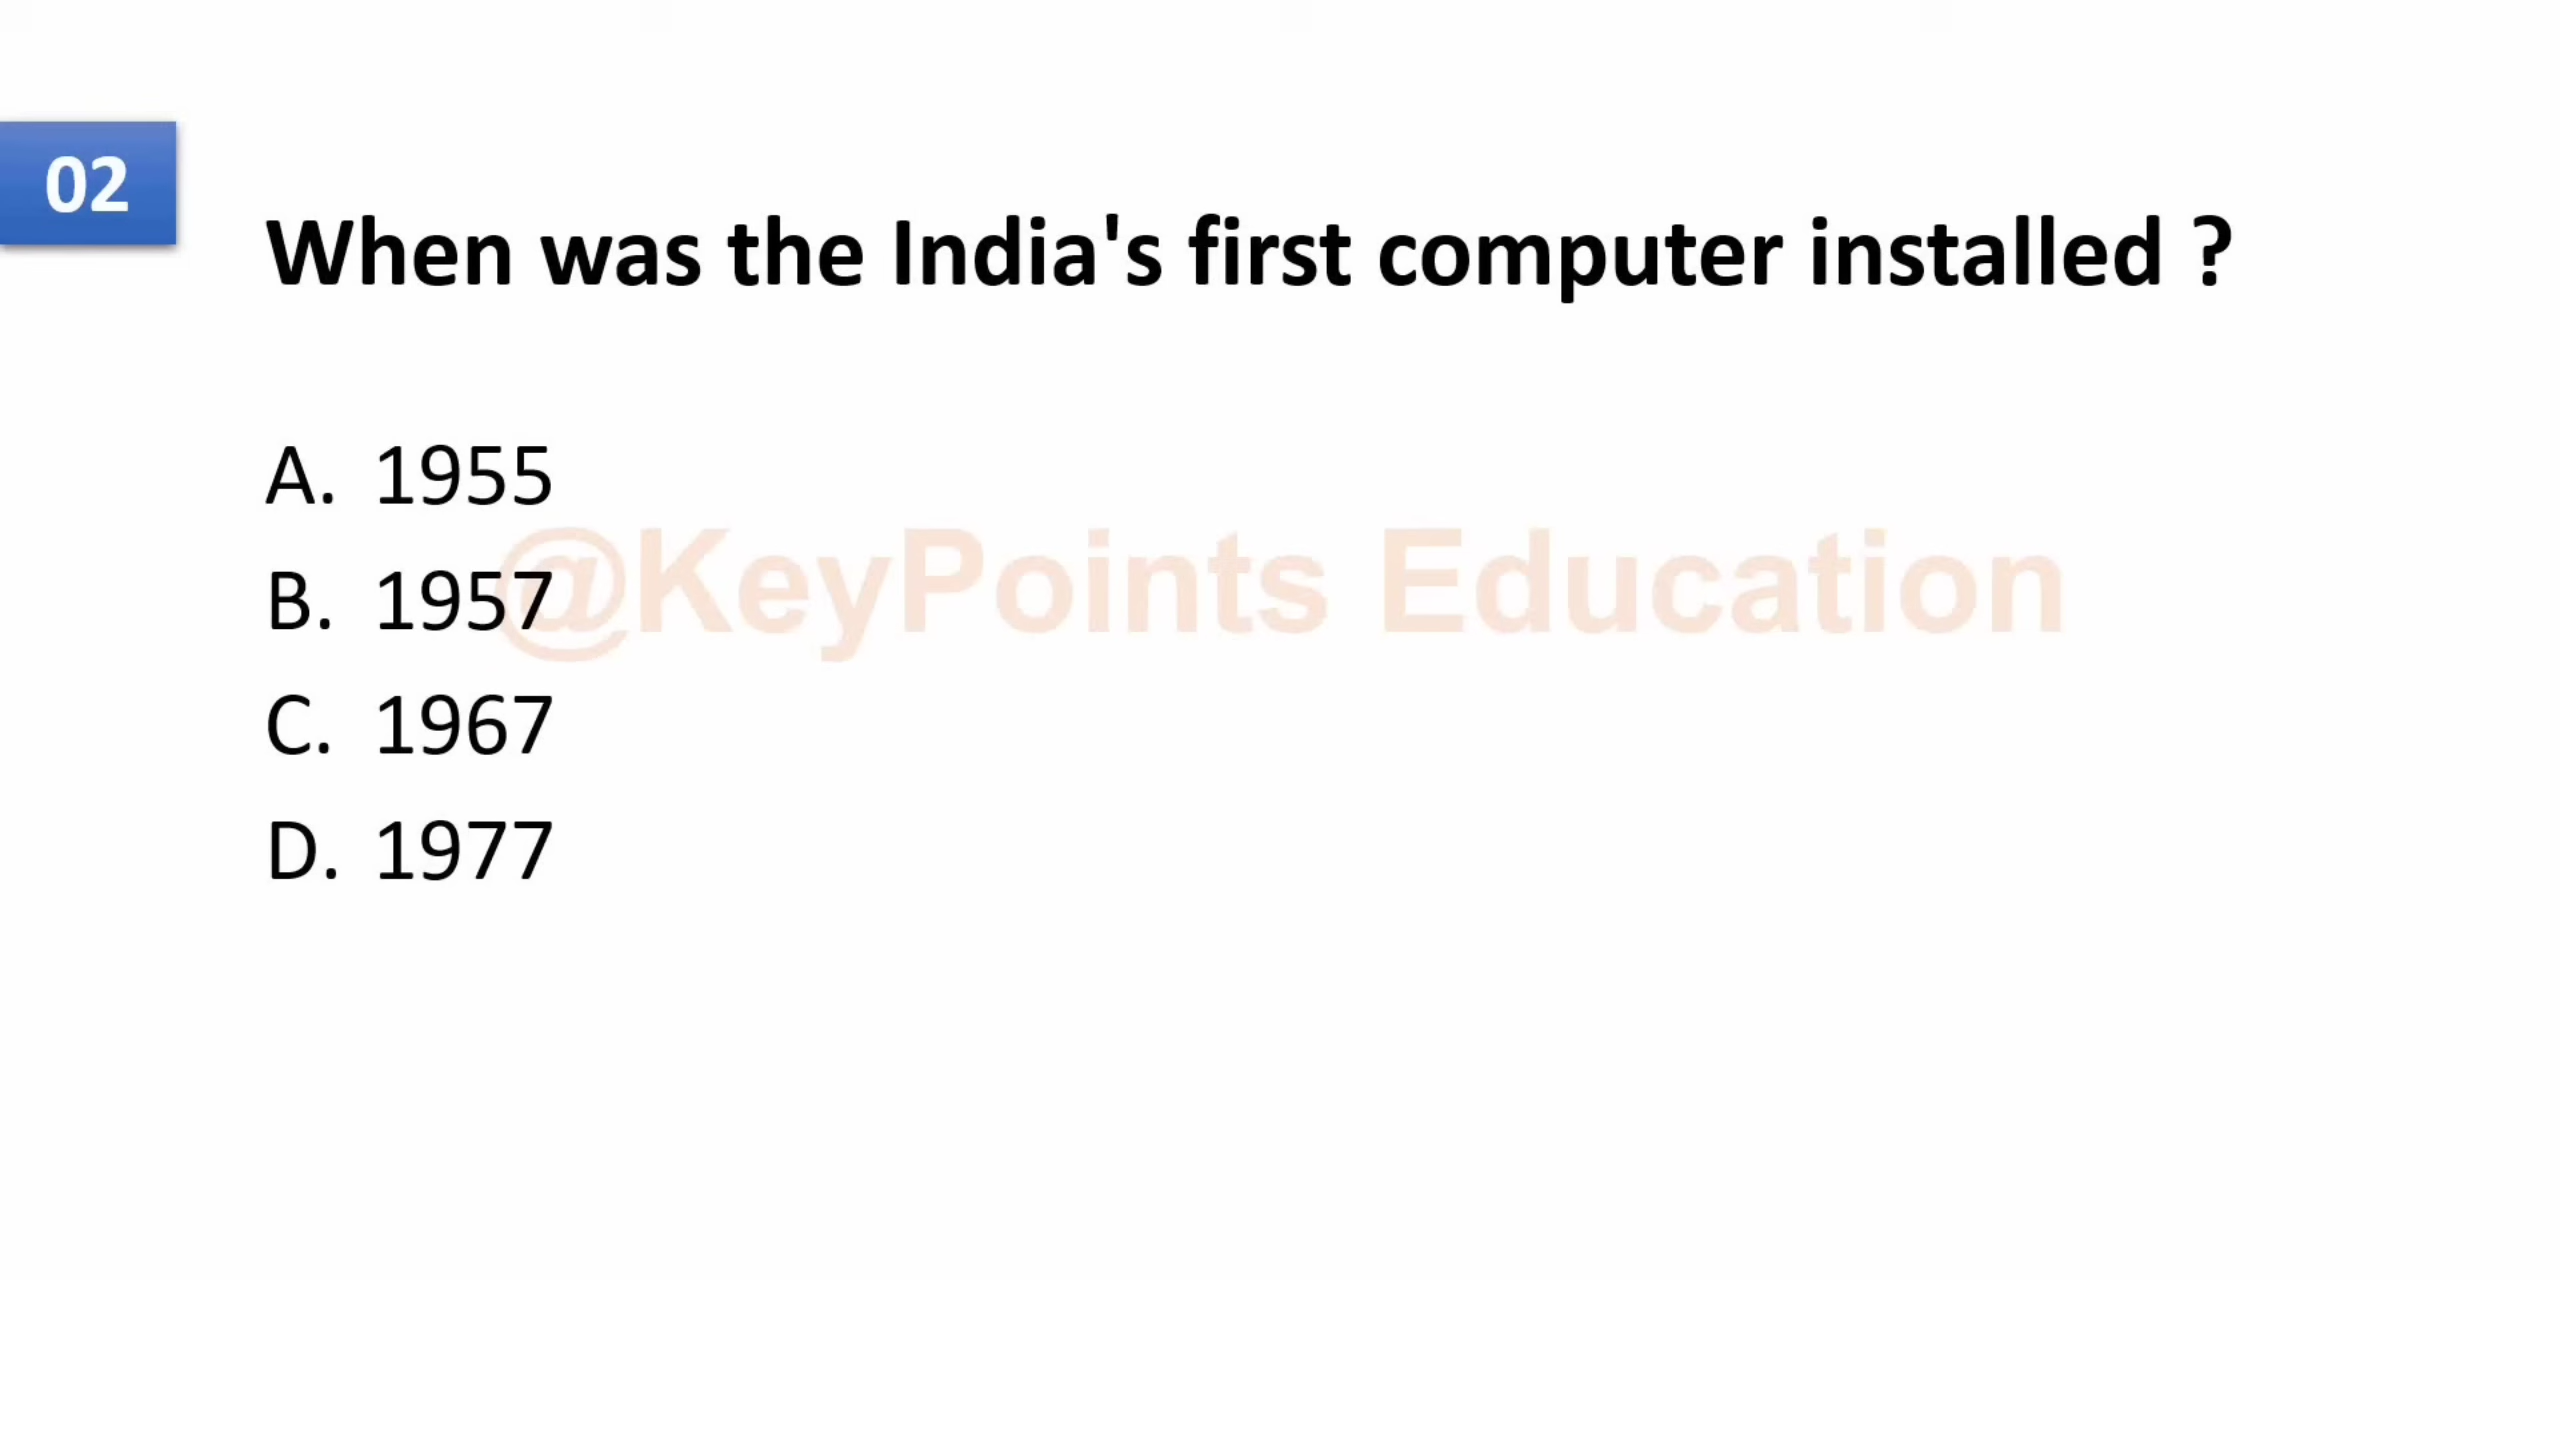 02
When was the India's first computer installed ?
A. 1955
@KeyPoints Education
B. 1957
C. 1967
D. 1977